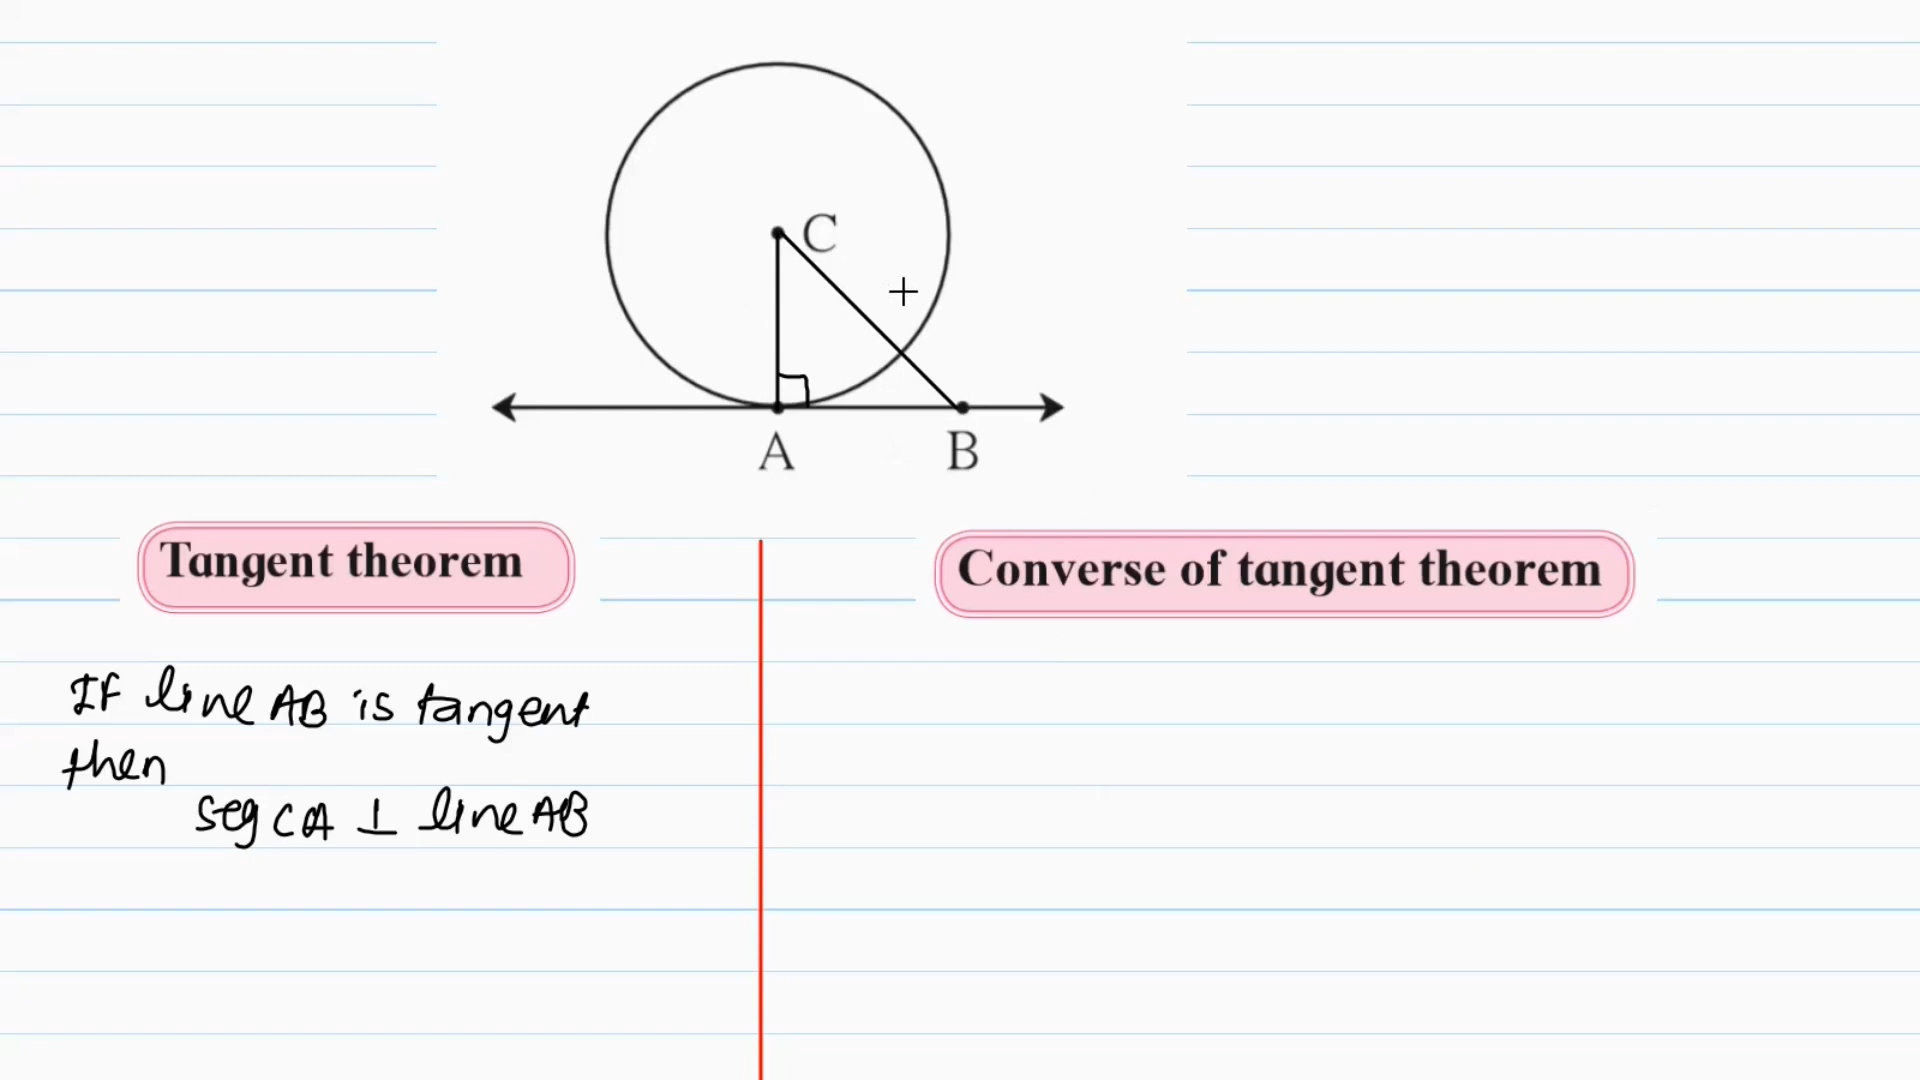 C
A B
Tangent theorem
Converse of tangent theorem
If line AB is tangent
then
seg CA ⊥ line AB